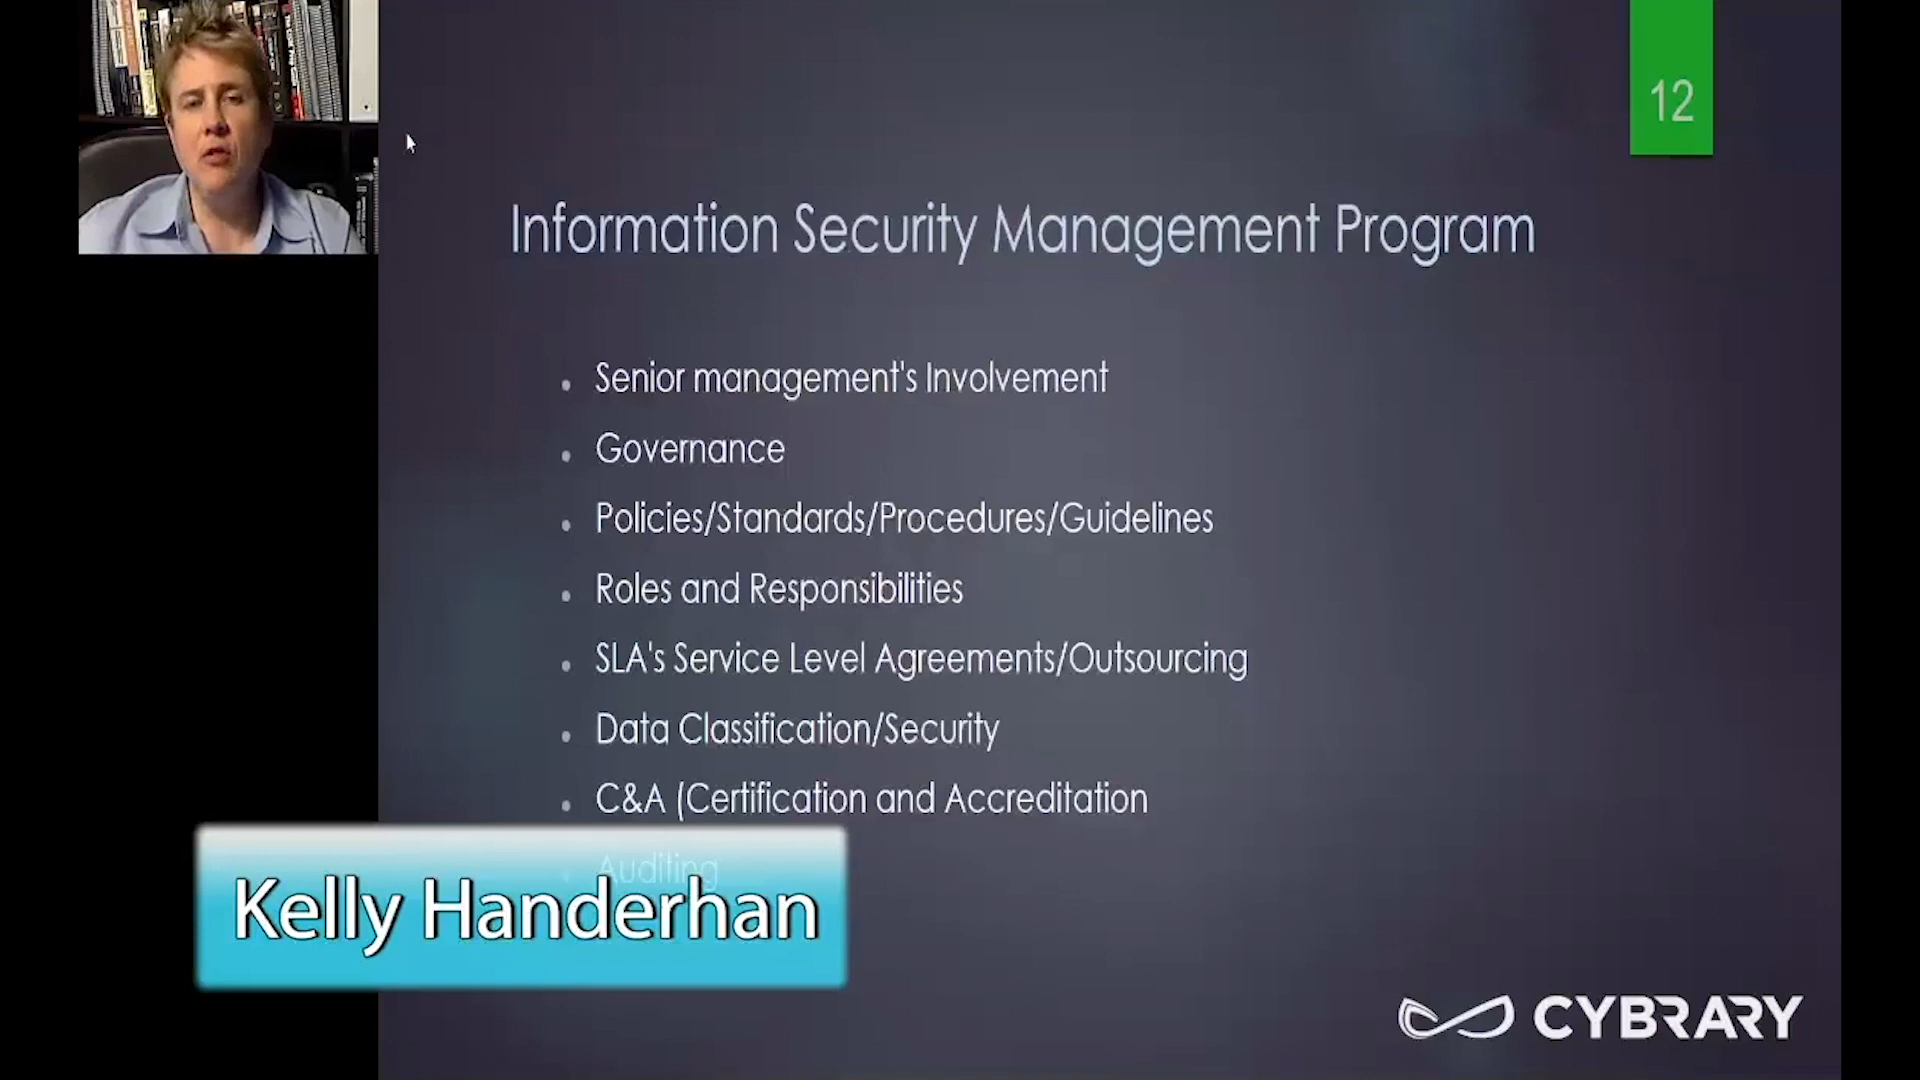 12
Information Security Management Program
Senior management's Involvement
Governance
Policies/Standards/Procedures/Guidelines
Roles and Responsibilities
SLA's Service Level Agreements/Outsourcing
Data Classification/Security
C&A (Certification and Accreditation
Auditing
Kelly Handerhan
CYBRARY